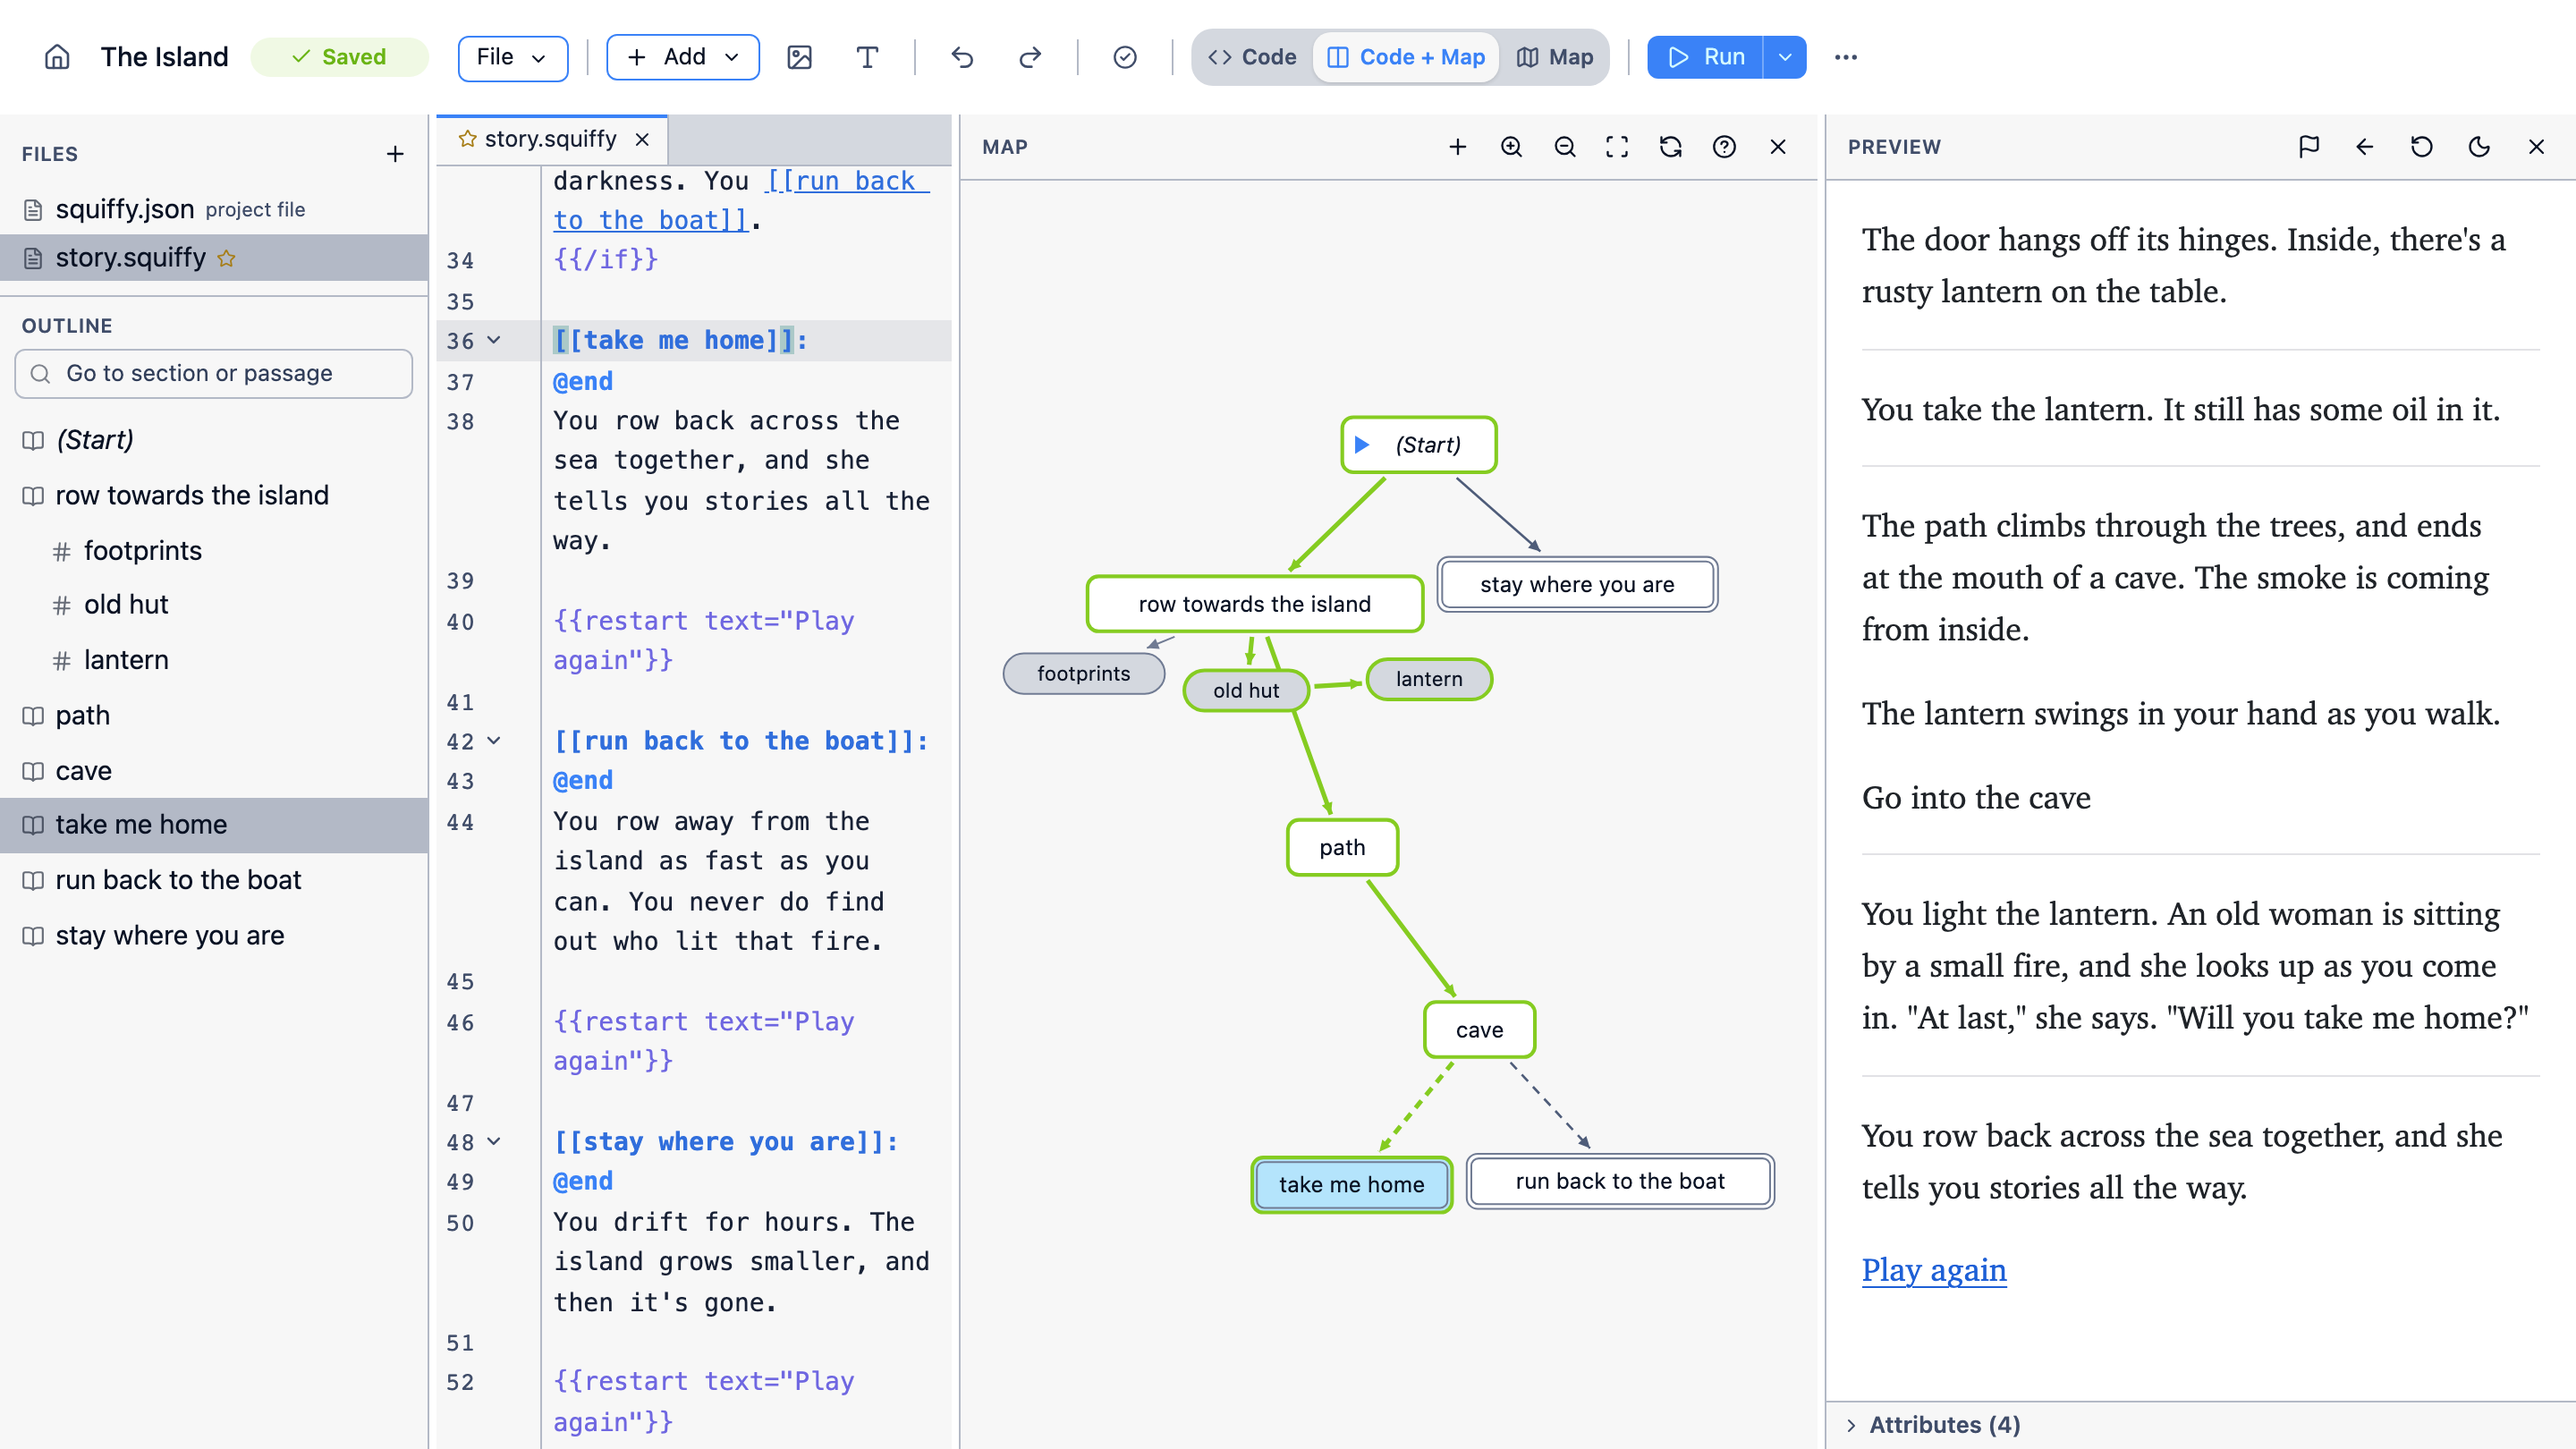 The Island
Saved
File
Add
Code
Code + Map
Map
Run
FILES
squiffy.json project file
story.squiffy
OUTLINE
Go to section or passage
(Start)
row towards the island
# footprints
# old hut
# lantern
path
cave
take me home
run back to the boat
stay where you are
story.squiffy
darkness. You [[run back
to the boat]].
34 {{/if}}
35
36 [[take me home]]:
37 @end
38 You row back across the
sea together, and she
tells you stories all the
way.
39
40 {{restart text="Play
again"}}
41
42 [[run back to the boat]]:
43 @end
44 You row away from the
island as fast as you
can. You never do find
out who lit that fire.
45
46 {{restart text="Play
again"}}
47
48 [[stay where you are]]:
49 @end
50 You drift for hours. The
island grows smaller, and
then it's gone.
51
52 {{restart text="Play
again"}}
MAP
(Start)
stay where you are
row towards the island
footprints
old hut
lantern
path
cave
take me home
run back to the boat
PREVIEW
The door hangs off its hinges. Inside, there's a
rusty lantern on the table.
You take the lantern. It still has some oil in it.
The path climbs through the trees, and ends
at the mouth of a cave. The smoke is coming
from inside.
The lantern swings in your hand as you walk.
Go into the cave
You light the lantern. An old woman is sitting
by a small fire, and she looks up as you come
in. "At last," she says. "Will you take me home?"
You row back across the sea together, and she
tells you stories all the way.
Play again
Attributes (4)